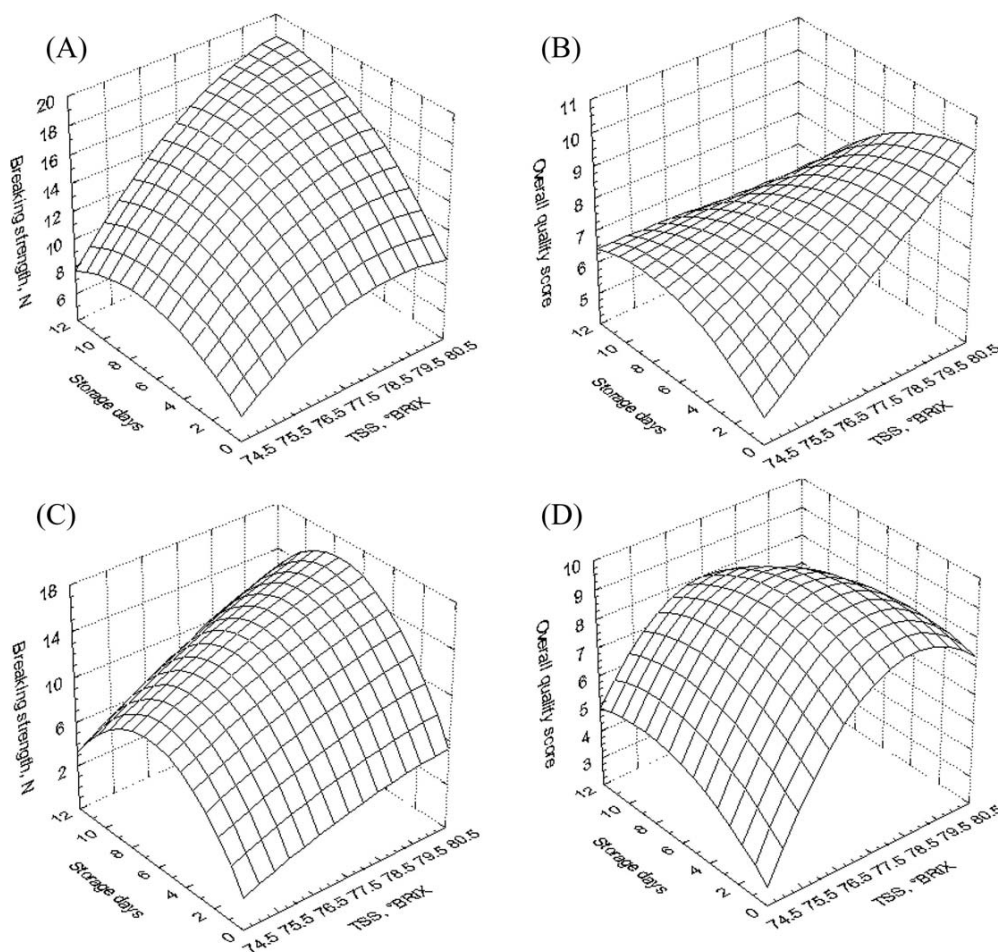 (A)
Breaking strength, N
20
18
16
14
12
10
8
6
Storage days
12 10 8 6 4 2 0
74.5 75.5 76.5 77.5 78.5 79.5 80.5
TSS, °BRIX
(B)
Overall quality score
11
10
9
8
7
6
5
Storage days
12 10 8 6 4 2 0
74.5 75.5 76.5 77.5 78.5 79.5 80.5
TSS, °BRIX
(C)
Breaking strength, N
18
14
10
6
2
Storage days
12 10 8 6 4 2 0
74.5 75.5 76.5 77.5 78.5 79.5 80.5
TSS, °BRIX
(D)
Overall quality score
10
9
8
7
6
5
4
3
Storage days
12 10 8 6 4 2 0
74.5 75.5 76.5 77.5 78.5 79.5 80.5
TSS, °BRIX